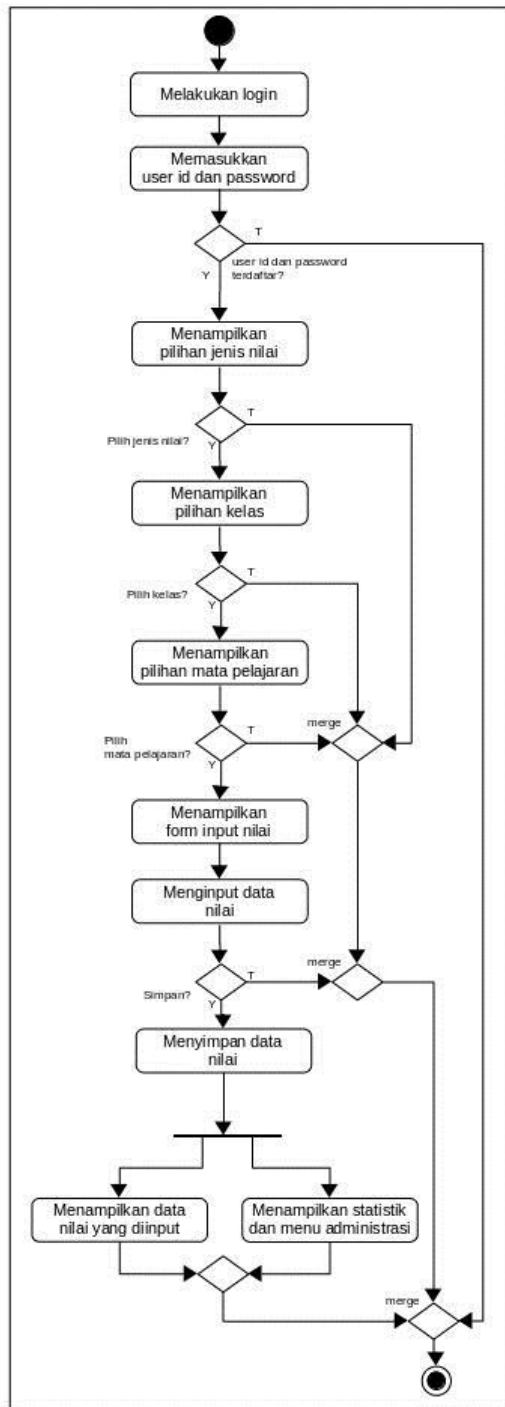 Melakukan login
Memasukkan
user id dan password
T
user id dan password
terdaftar?
Y
Menampilkan
pilihan jenis nilai
T
Pilih jenis nilai?
Y
Menampilkan
pilihan kelas
T
Pilih kelas?
Y
Menampilkan
pilihan mata pelajaran
T
merge
Pilih
mata pelajaran?
Y
Menampilkan
form input nilai
Menginput data
nilai
T
merge
Simpan?
Y
Menyimpan data
nilai
Menampilkan data
nilai yang diinput
Menampilkan statistik
dan menu administrasi
merge